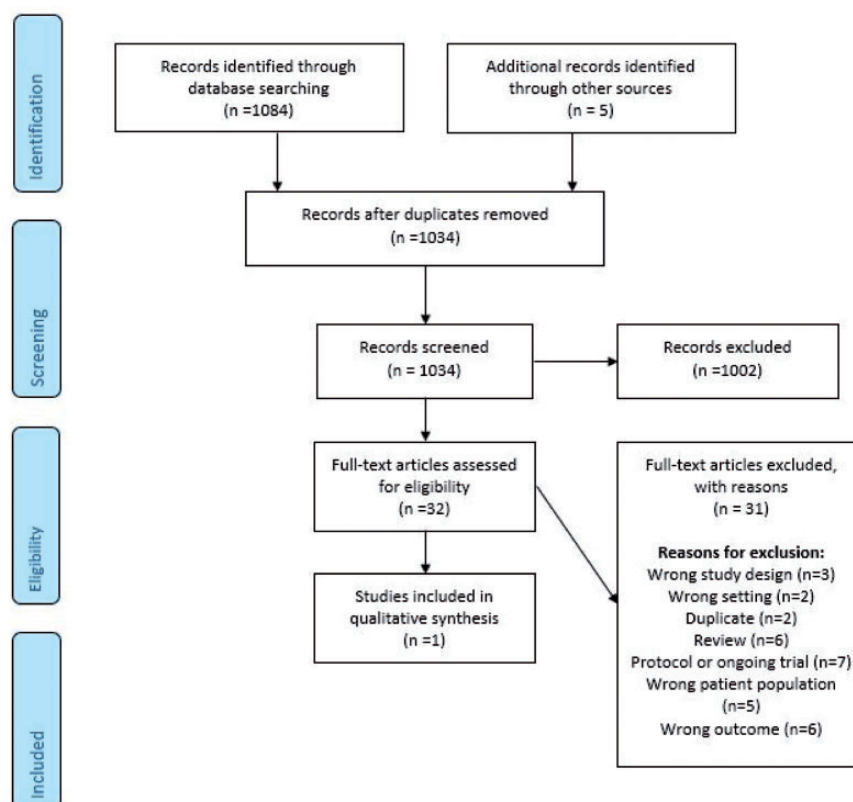 Identification
Records identified through
database searching
(n =1084)
Additional records identified
through other sources
(n = 5)
Records after duplicates removed
(n =1034)
Screening
Records screened
(n = 1034)
Records excluded
(n =1002)
Eligibility
Full-text articles assessed
for eligibility
(n =32)
Full-text articles excluded,
with reasons
(n = 31)
Reasons for exclusion:
Wrong study design (n=3)
Wrong setting (n=2)
Duplicate (n=2)
Review (n=6)
Protocol or ongoing trial (n=7)
Wrong patient population
(n=5)
Wrong outcome (n=6)
Studies included in
qualitative synthesis
(n =1)
Included